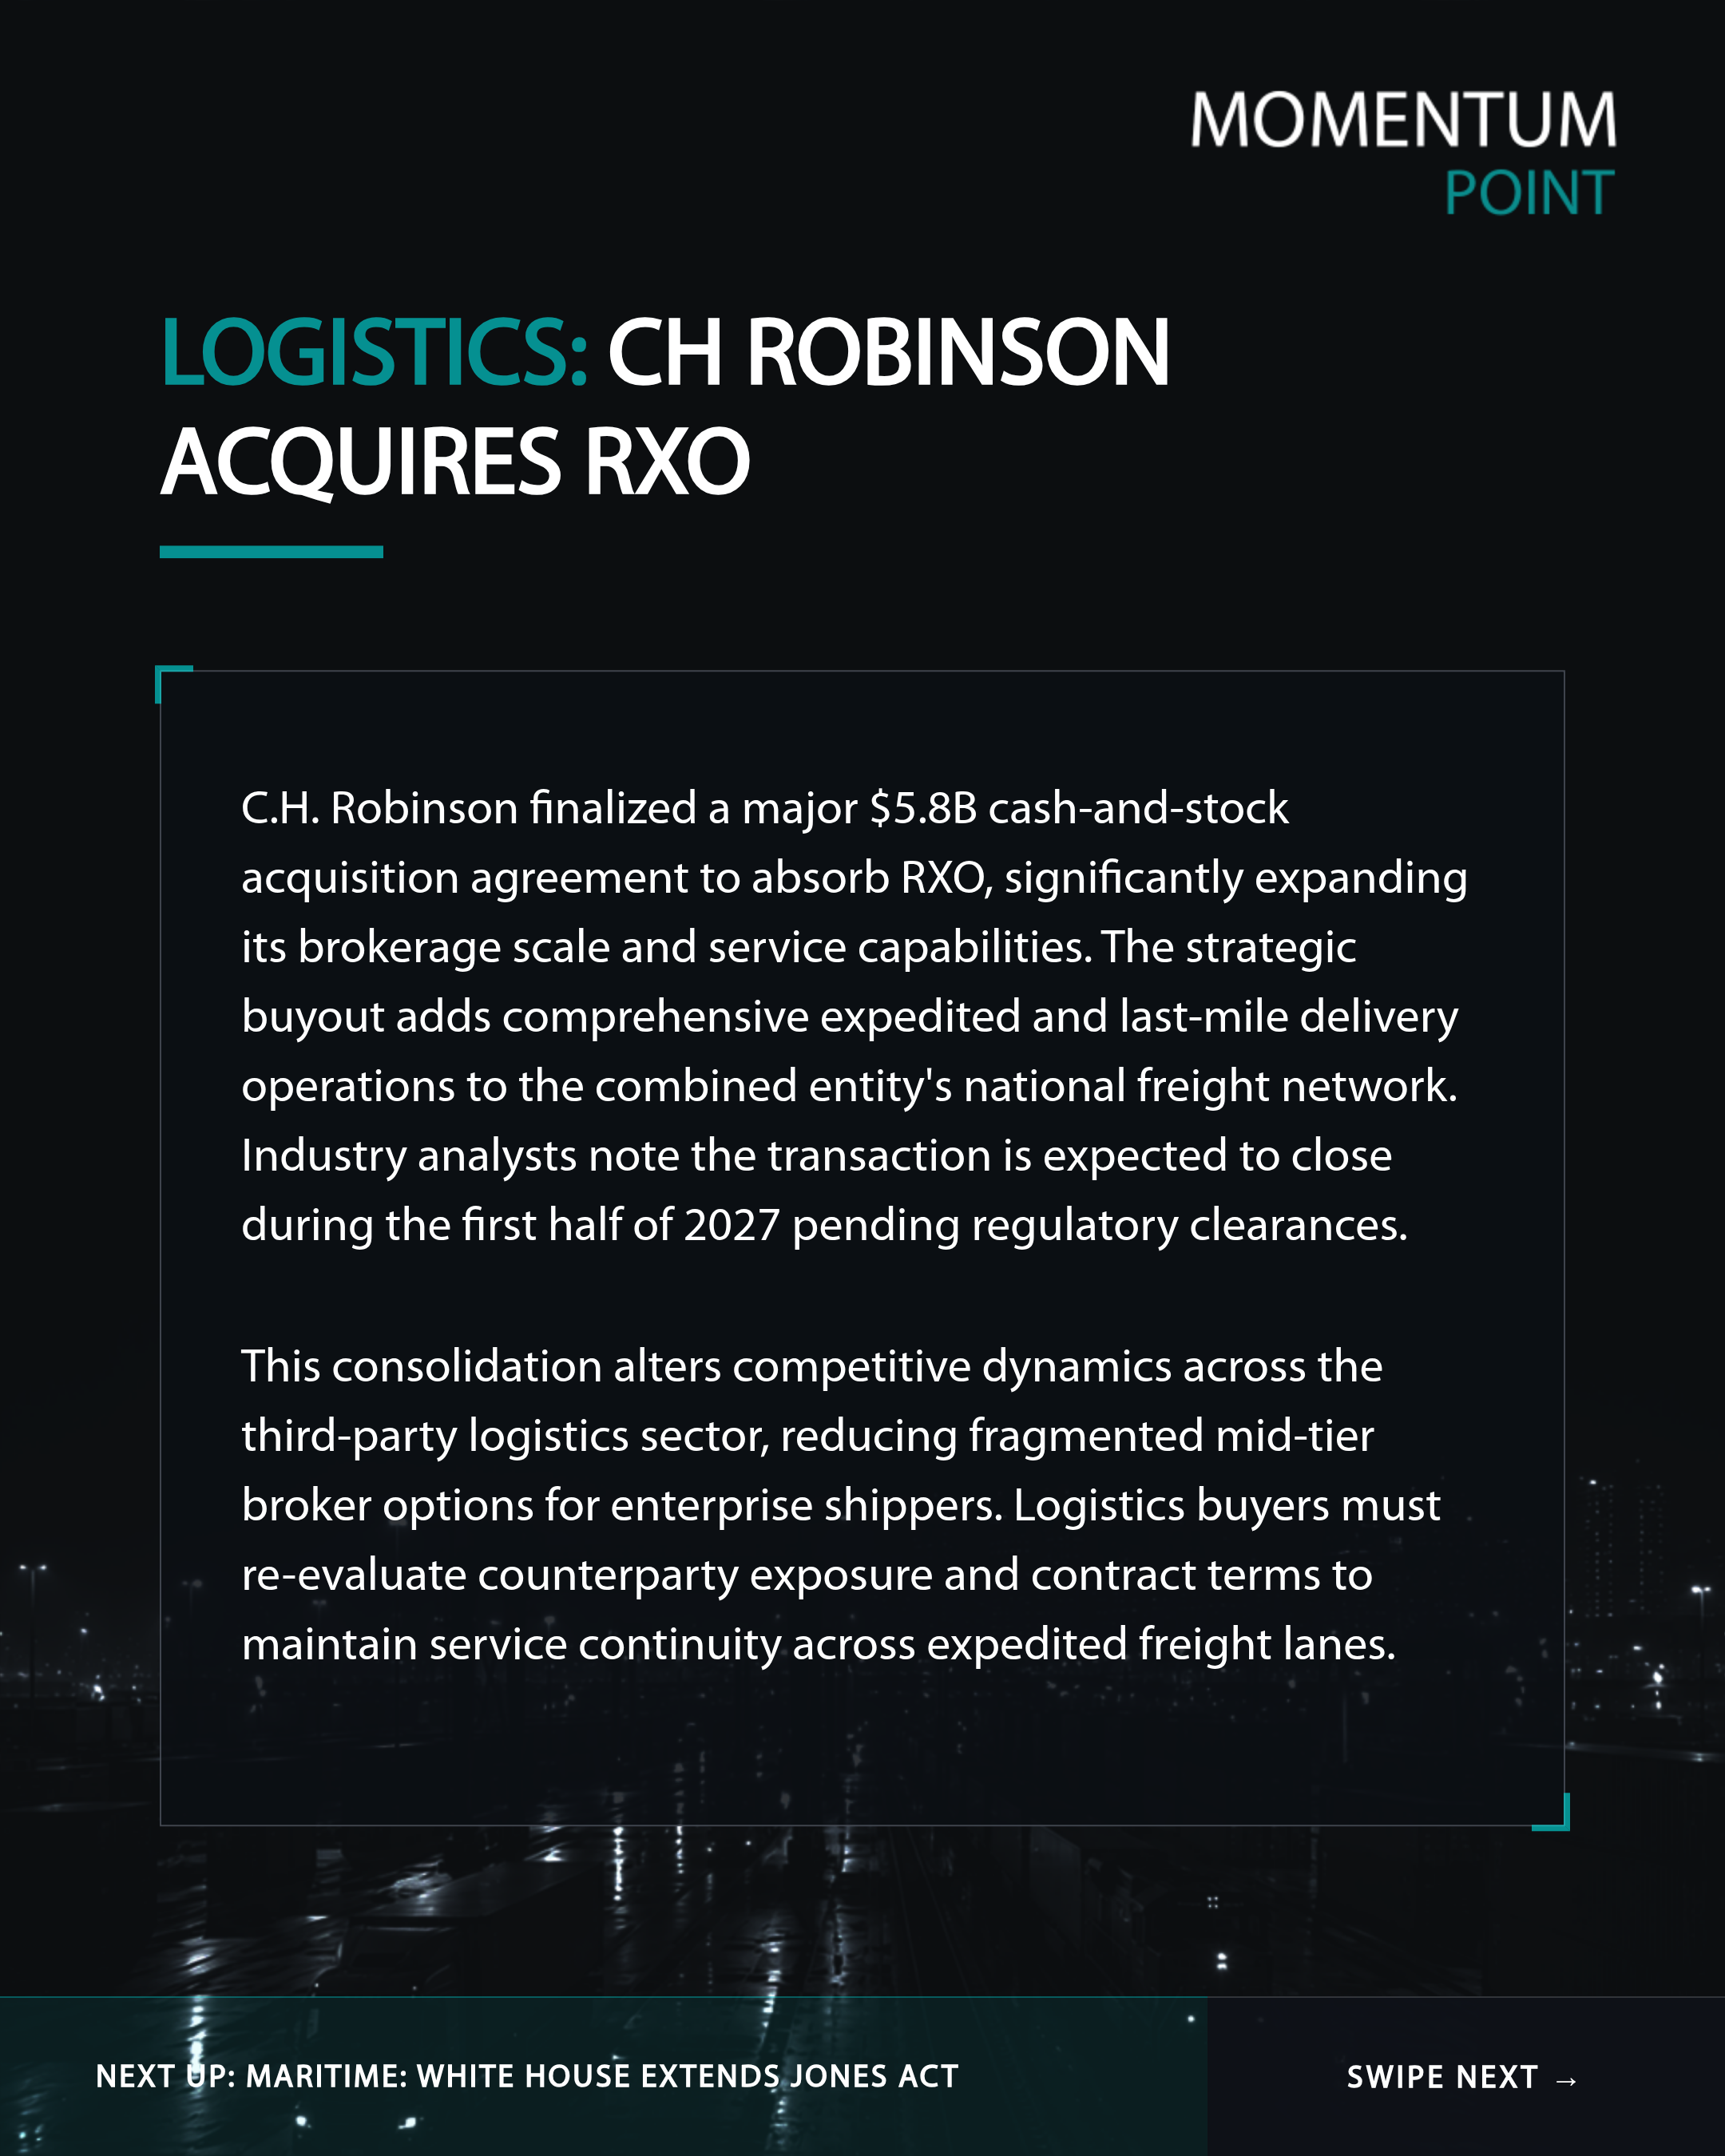 MOMENTUM
POINT
LOGISTICS: CH ROBINSON
ACQUIRES RXO
C.H. Robinson finalized a major $5.8B cash-and-stock
acquisition agreement to absorb RXO, significantly expanding
its brokerage scale and service capabilities. The strategic
buyout adds comprehensive expedited and last-mile delivery
operations to the combined entity's national freight network.
Industry analysts note the transaction is expected to close
during the first half of 2027 pending regulatory clearances.
This consolidation alters competitive dynamics across the
third-party logistics sector, reducing fragmented mid-tier
broker options for enterprise shippers. Logistics buyers must
re-evaluate counterparty exposure and contract terms to
maintain service continuity across expedited freight lanes.
NEXT UP: MARITIME: WHITE HOUSE EXTENDS JONES ACT
SWIPE NEXT →